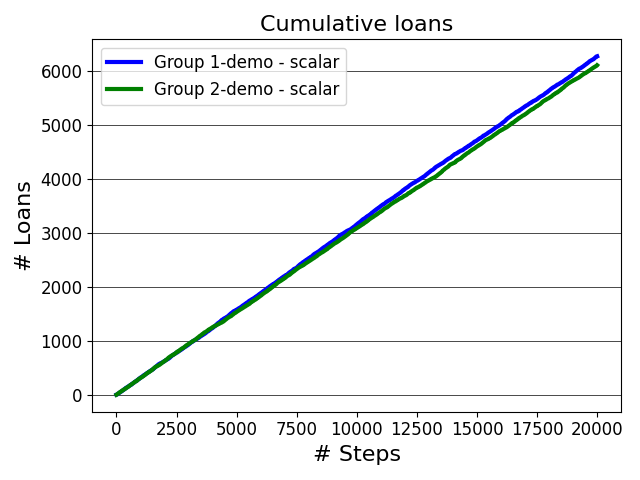 Cumulative loans
Group 1-demo - scalar
Group 2-demo - scalar
# Loans
6000
5000
4000
3000
2000
1000
0
0 2500 5000 7500 10000 12500 15000 17500 20000
# Steps